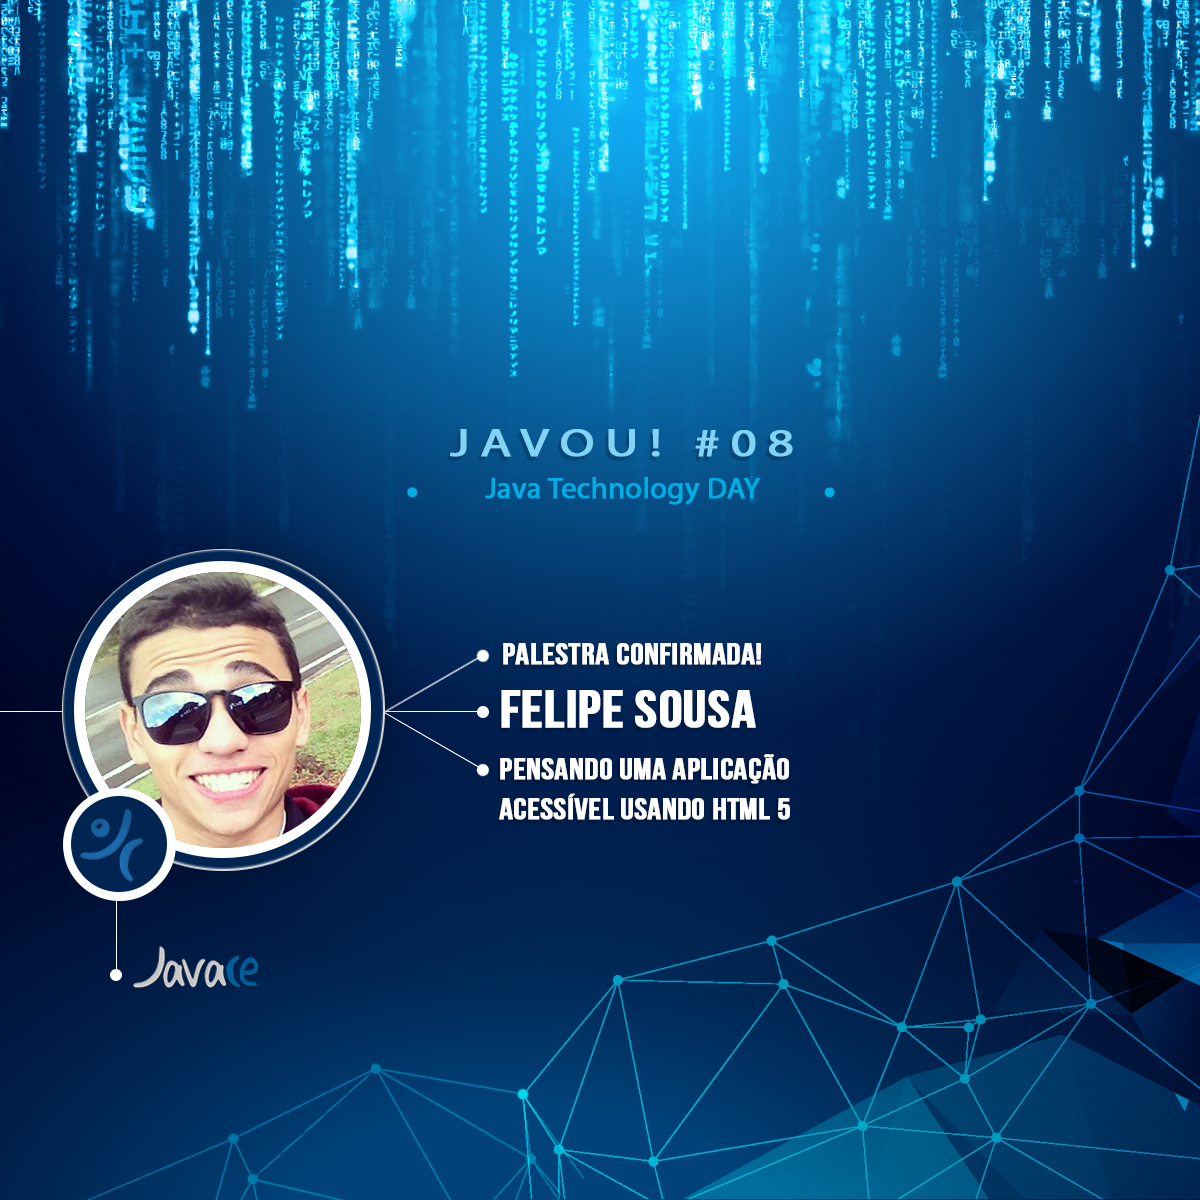 JAVOU! #08
Java Technology DAY
PALESTRA CONFIRMADA!
FELIPE SOUSA
PENSANDO UMA APLICAÇÃO
ACESSÍVEL USANDO HTML 5
Javace